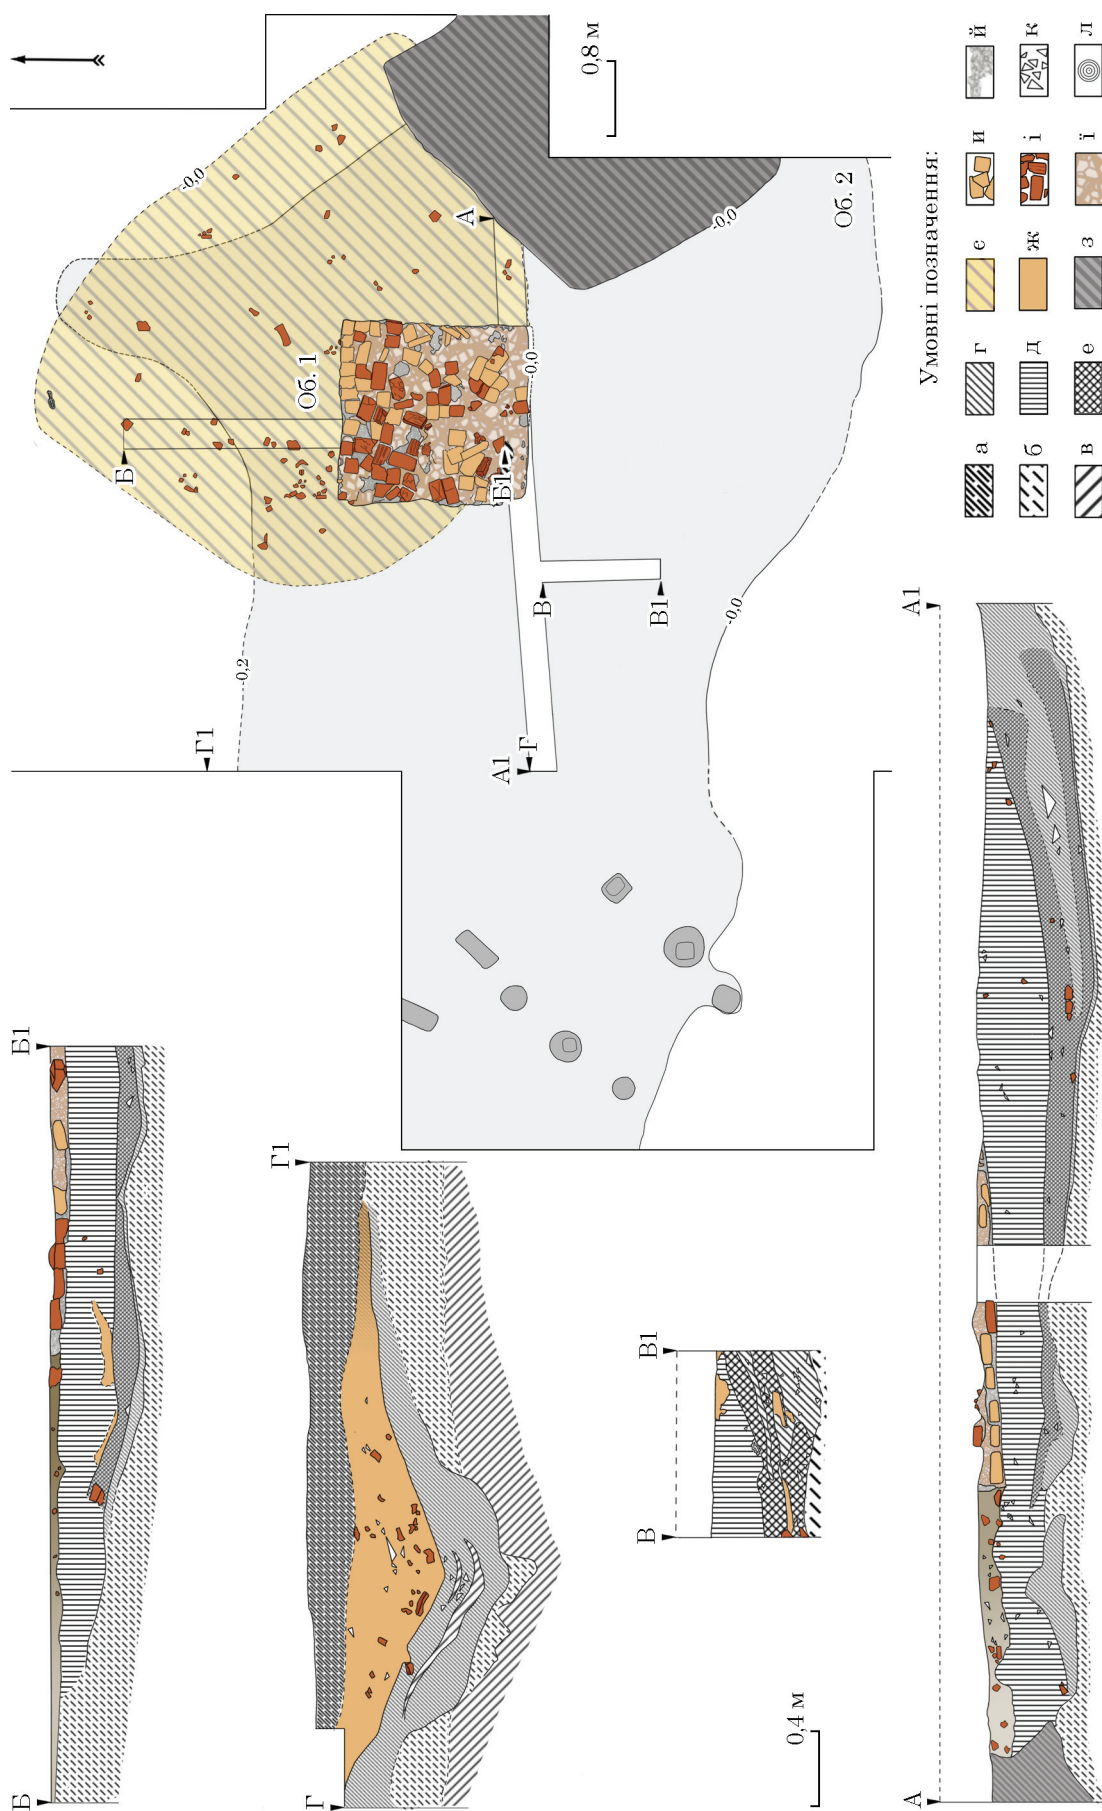 Б Б1
Б
-0,0
Г1
-0,2
Г Г1
Об. 1
А
Б1
А1
Г
-0,0
В
0,8 м
В В1
В1
-0,0
-0,0
0,4 м
Об. 2
А А1
Умовні позначення:
а г є и й
б д ж і к
в е з ї л